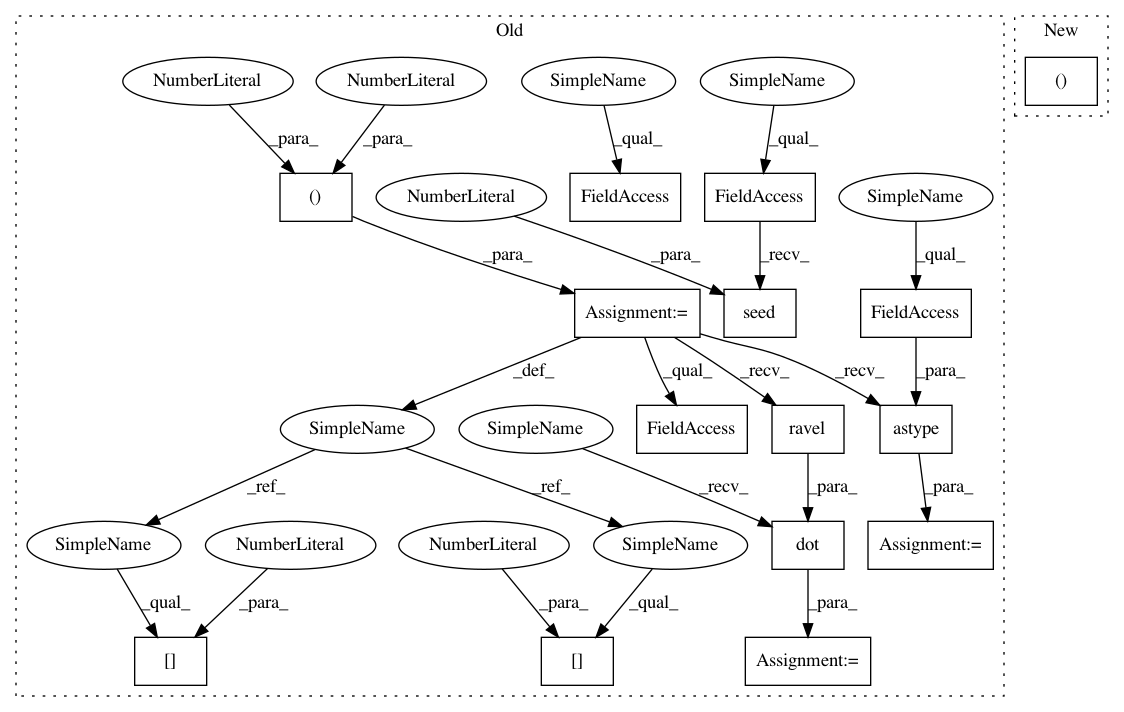 Old
New
NumberLiteral
NumberLiteral
SimpleName
SimpleName
()
_para_
_para_
_qual_
_qual_
()
NumberLiteral
FieldAccess
FieldAccess
SimpleName
_para_
_para_
_recv_
_qual_
Assignment:=
seed
FieldAccess
_def_
_qual_
_recv_
_recv_
_para_
SimpleName
SimpleName
FieldAccess
ravel
astype
_ref_
_ref_
_recv_
_para_
_para_
SimpleName
NumberLiteral
NumberLiteral
SimpleName
dot
Assignment:=
_qual_
_para_
_para_
_qual_
_para_
[]
[]
Assignment:=